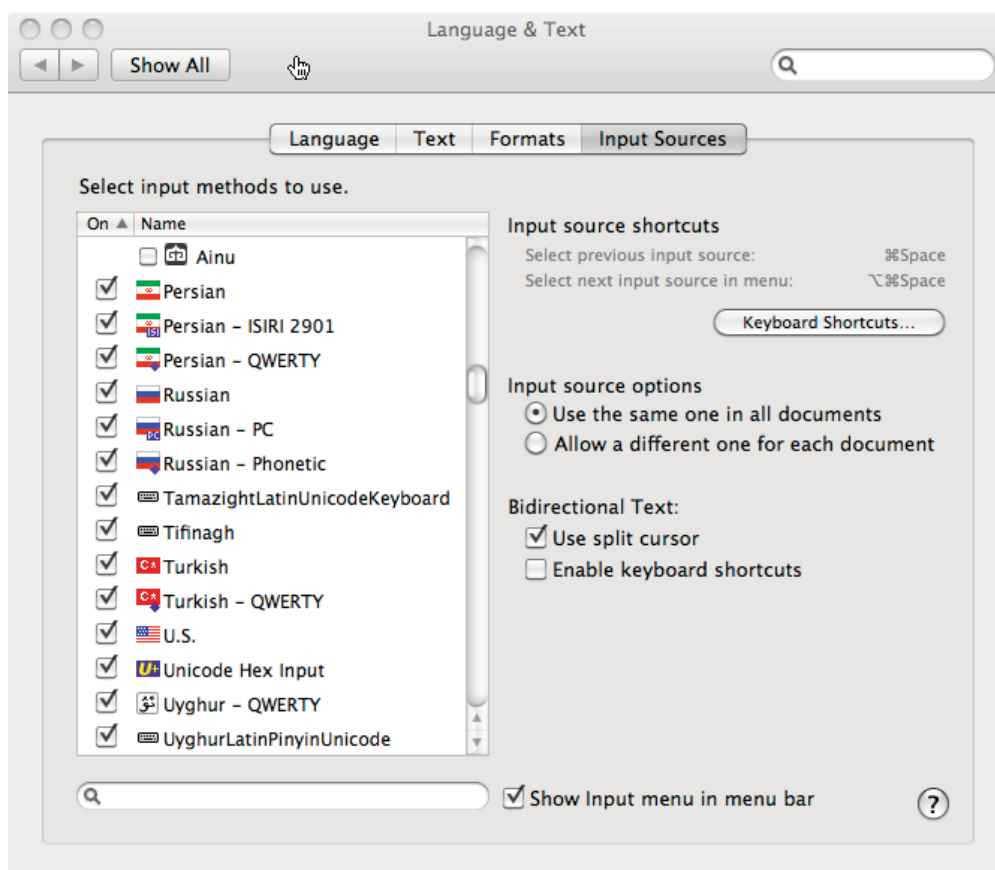 Language & Text
Show All
Language Text Formats Input Sources
Select input methods to use.
On Name
Ainu
Persian
Persian – ISIRI 2901
Persian – QWERTY
Russian
Russian – PC
Russian – Phonetic
TamazightLatinUnicodeKeyboard
Tifinagh
Turkish
Turkish – QWERTY
U.S.
Unicode Hex Input
Uyghur – QWERTY
UyghurLatinPinyinUnicode
Input source shortcuts
Select previous input source: ⌘Space
Select next input source in menu: ⌥⌘Space
Keyboard Shortcuts...
Input source options
Use the same one in all documents
Allow a different one for each document
Bidirectional Text:
Use split cursor
Enable keyboard shortcuts
Show Input menu in menu bar
?